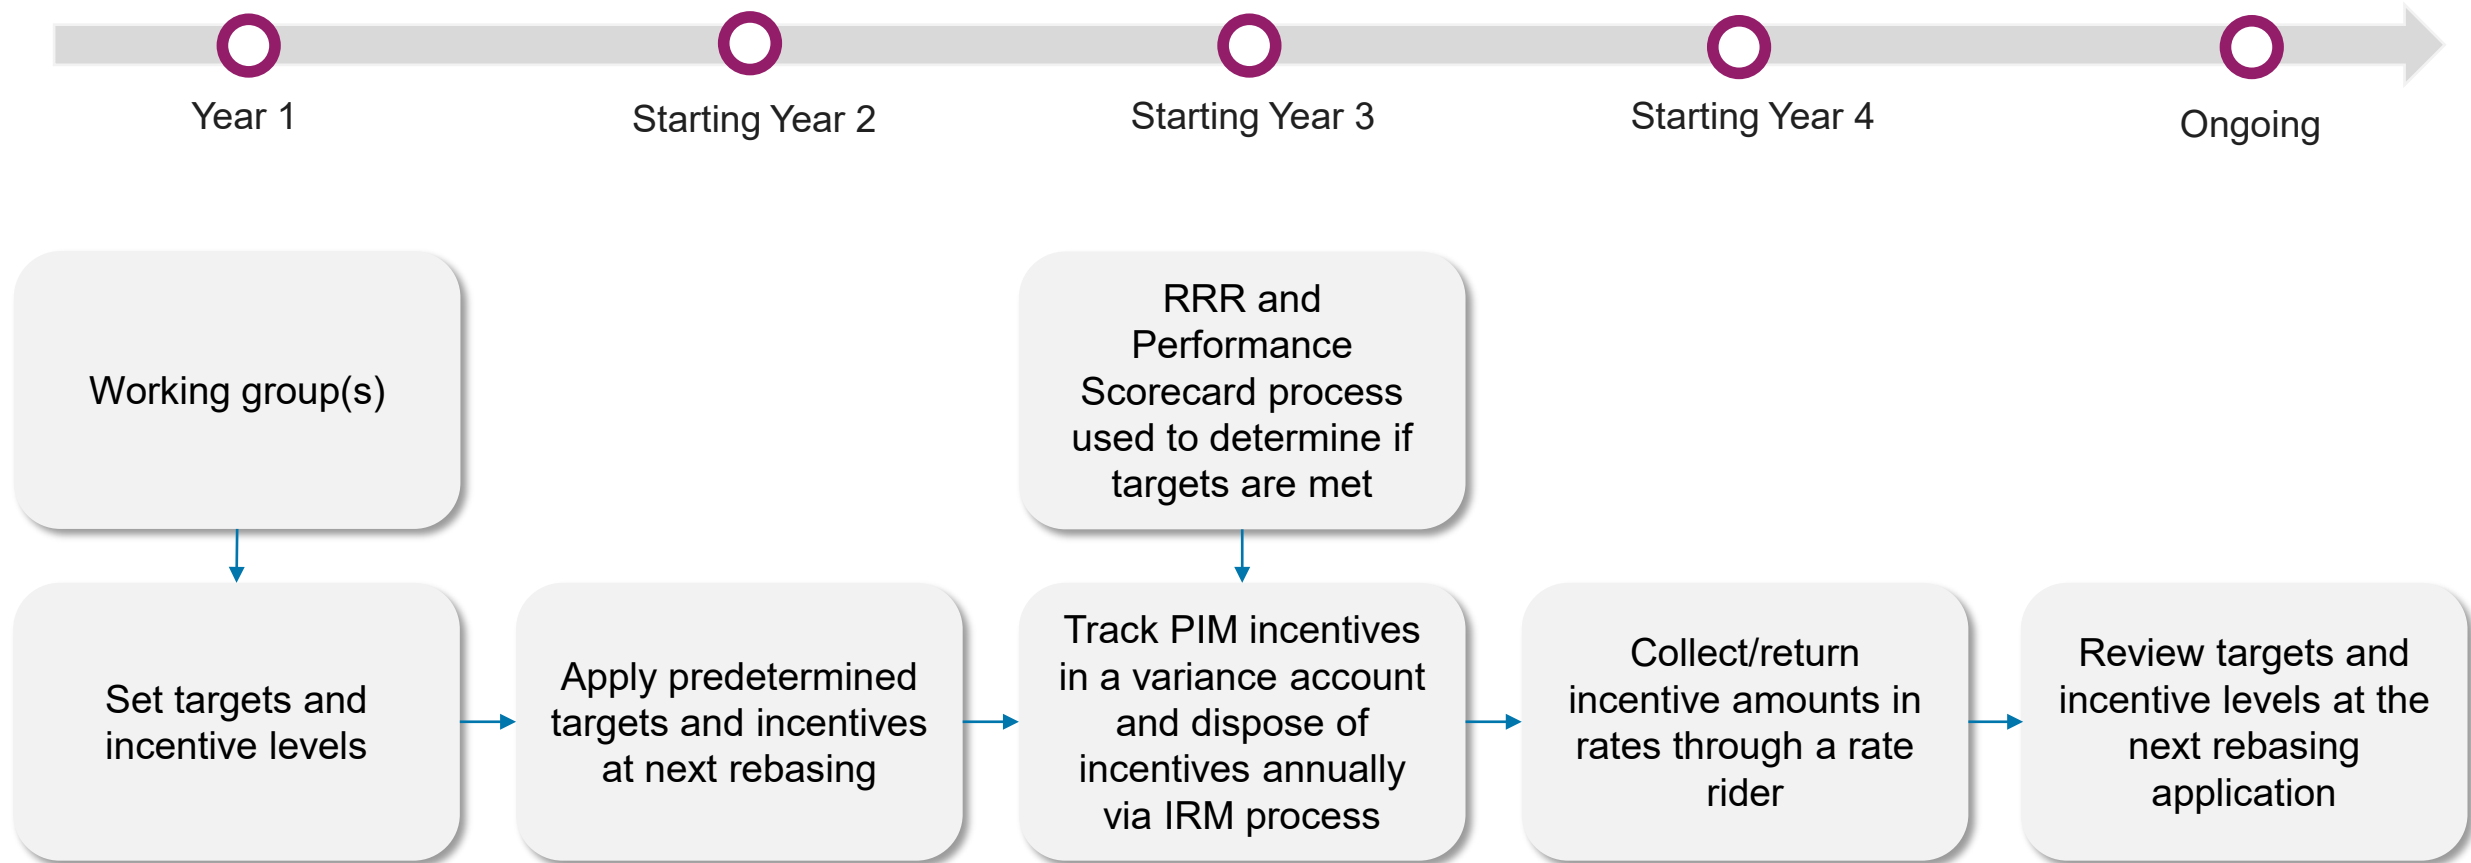 Year 1
Starting Year 2
Starting Year 3
Starting Year 4
Ongoing
Working group(s)
RRR and
Performance
Scorecard process
used to determine if
targets are met
Set targets and
incentive levels
Apply predetermined
targets and incentives
at next rebasing
Track PIM incentives
in a variance account
and dispose of
incentives annually
via IRM process
Collect/return
incentive amounts in
rates through a rate
rider
Review targets and
incentive levels at the
next rebasing
application